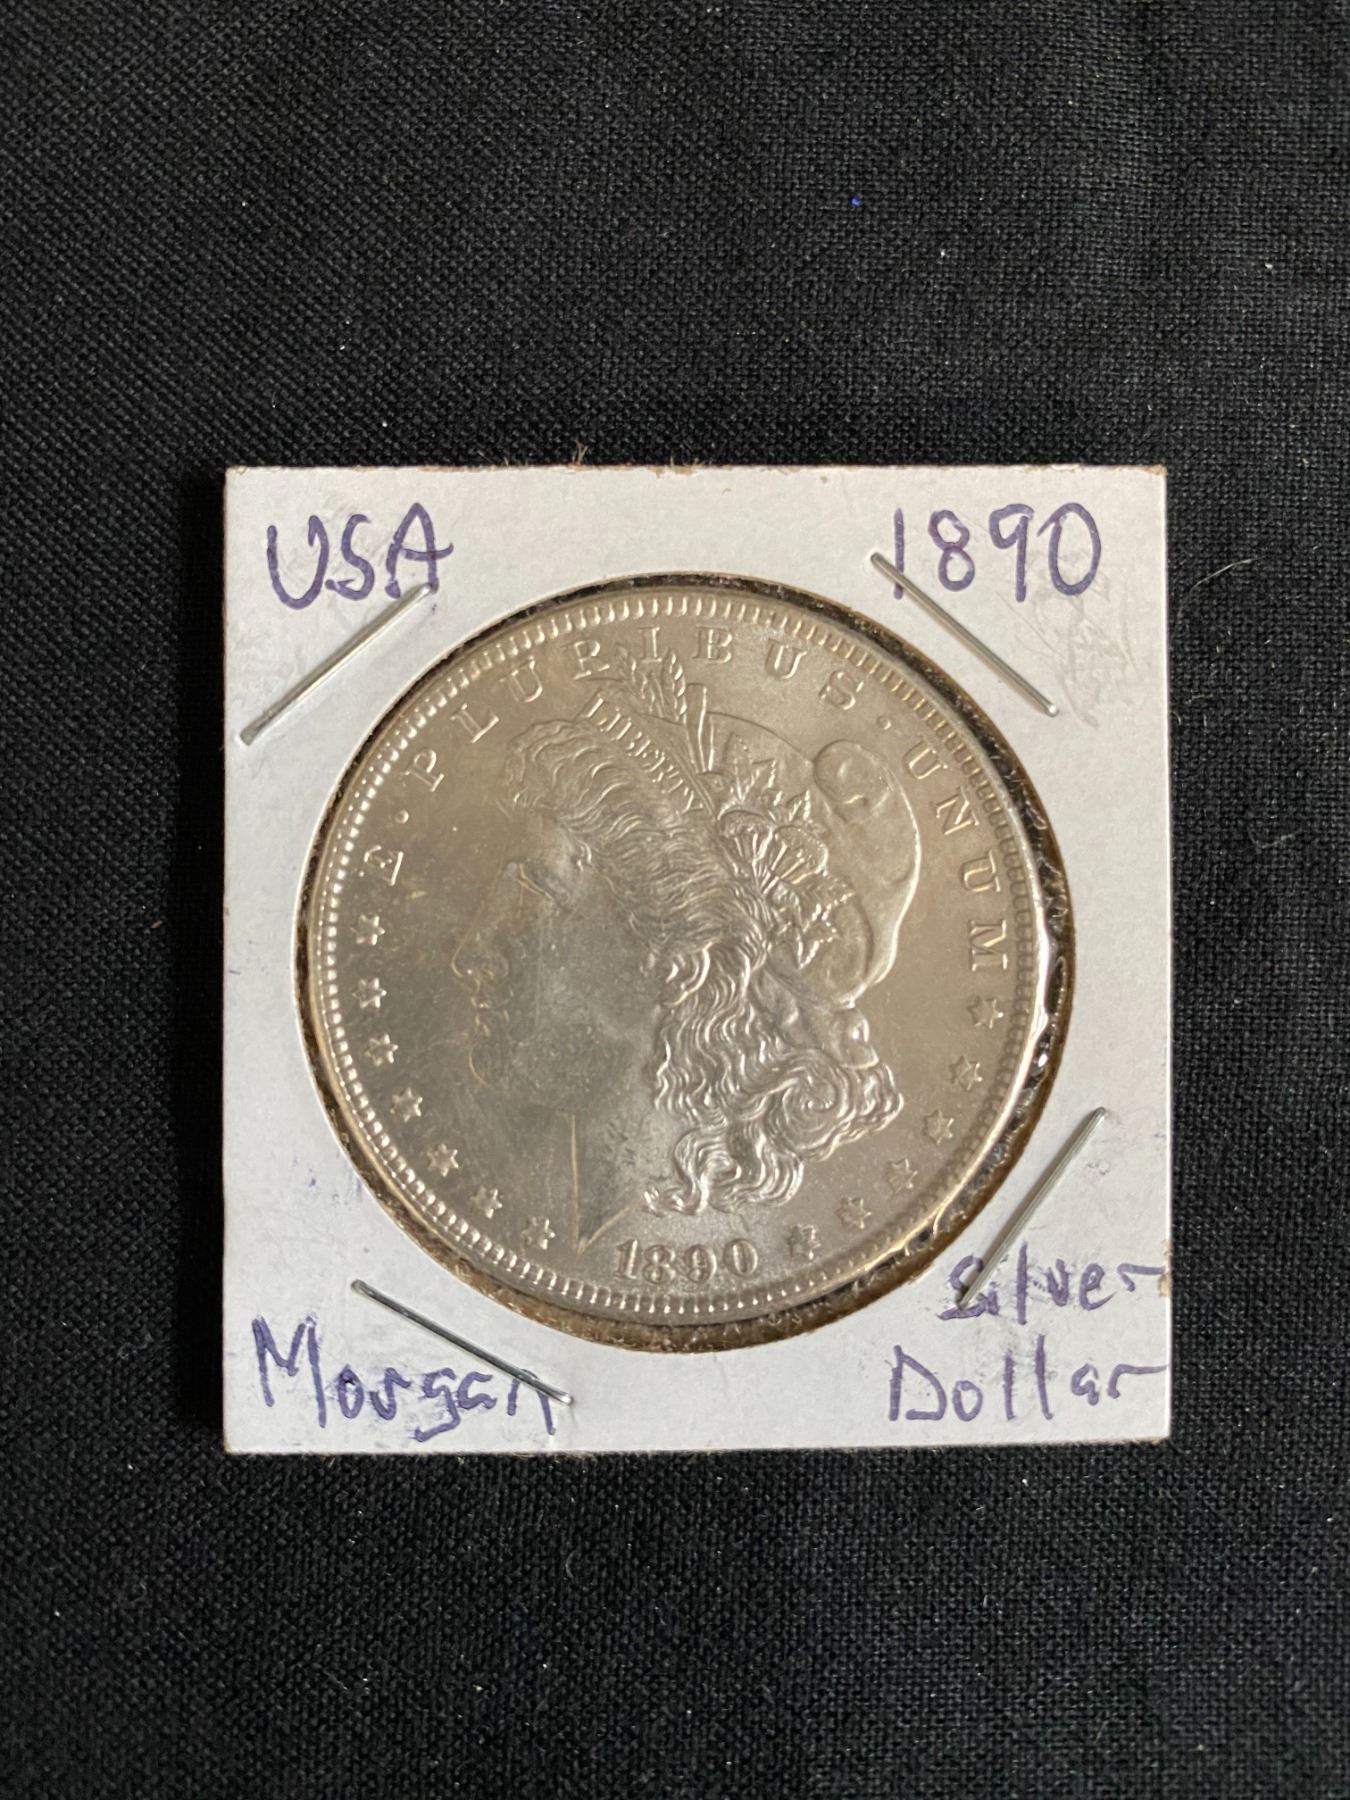 USA 1890
E · PLURIBUS · UNUM
LIBERTY
1890
Morgan
Silver
Dollar